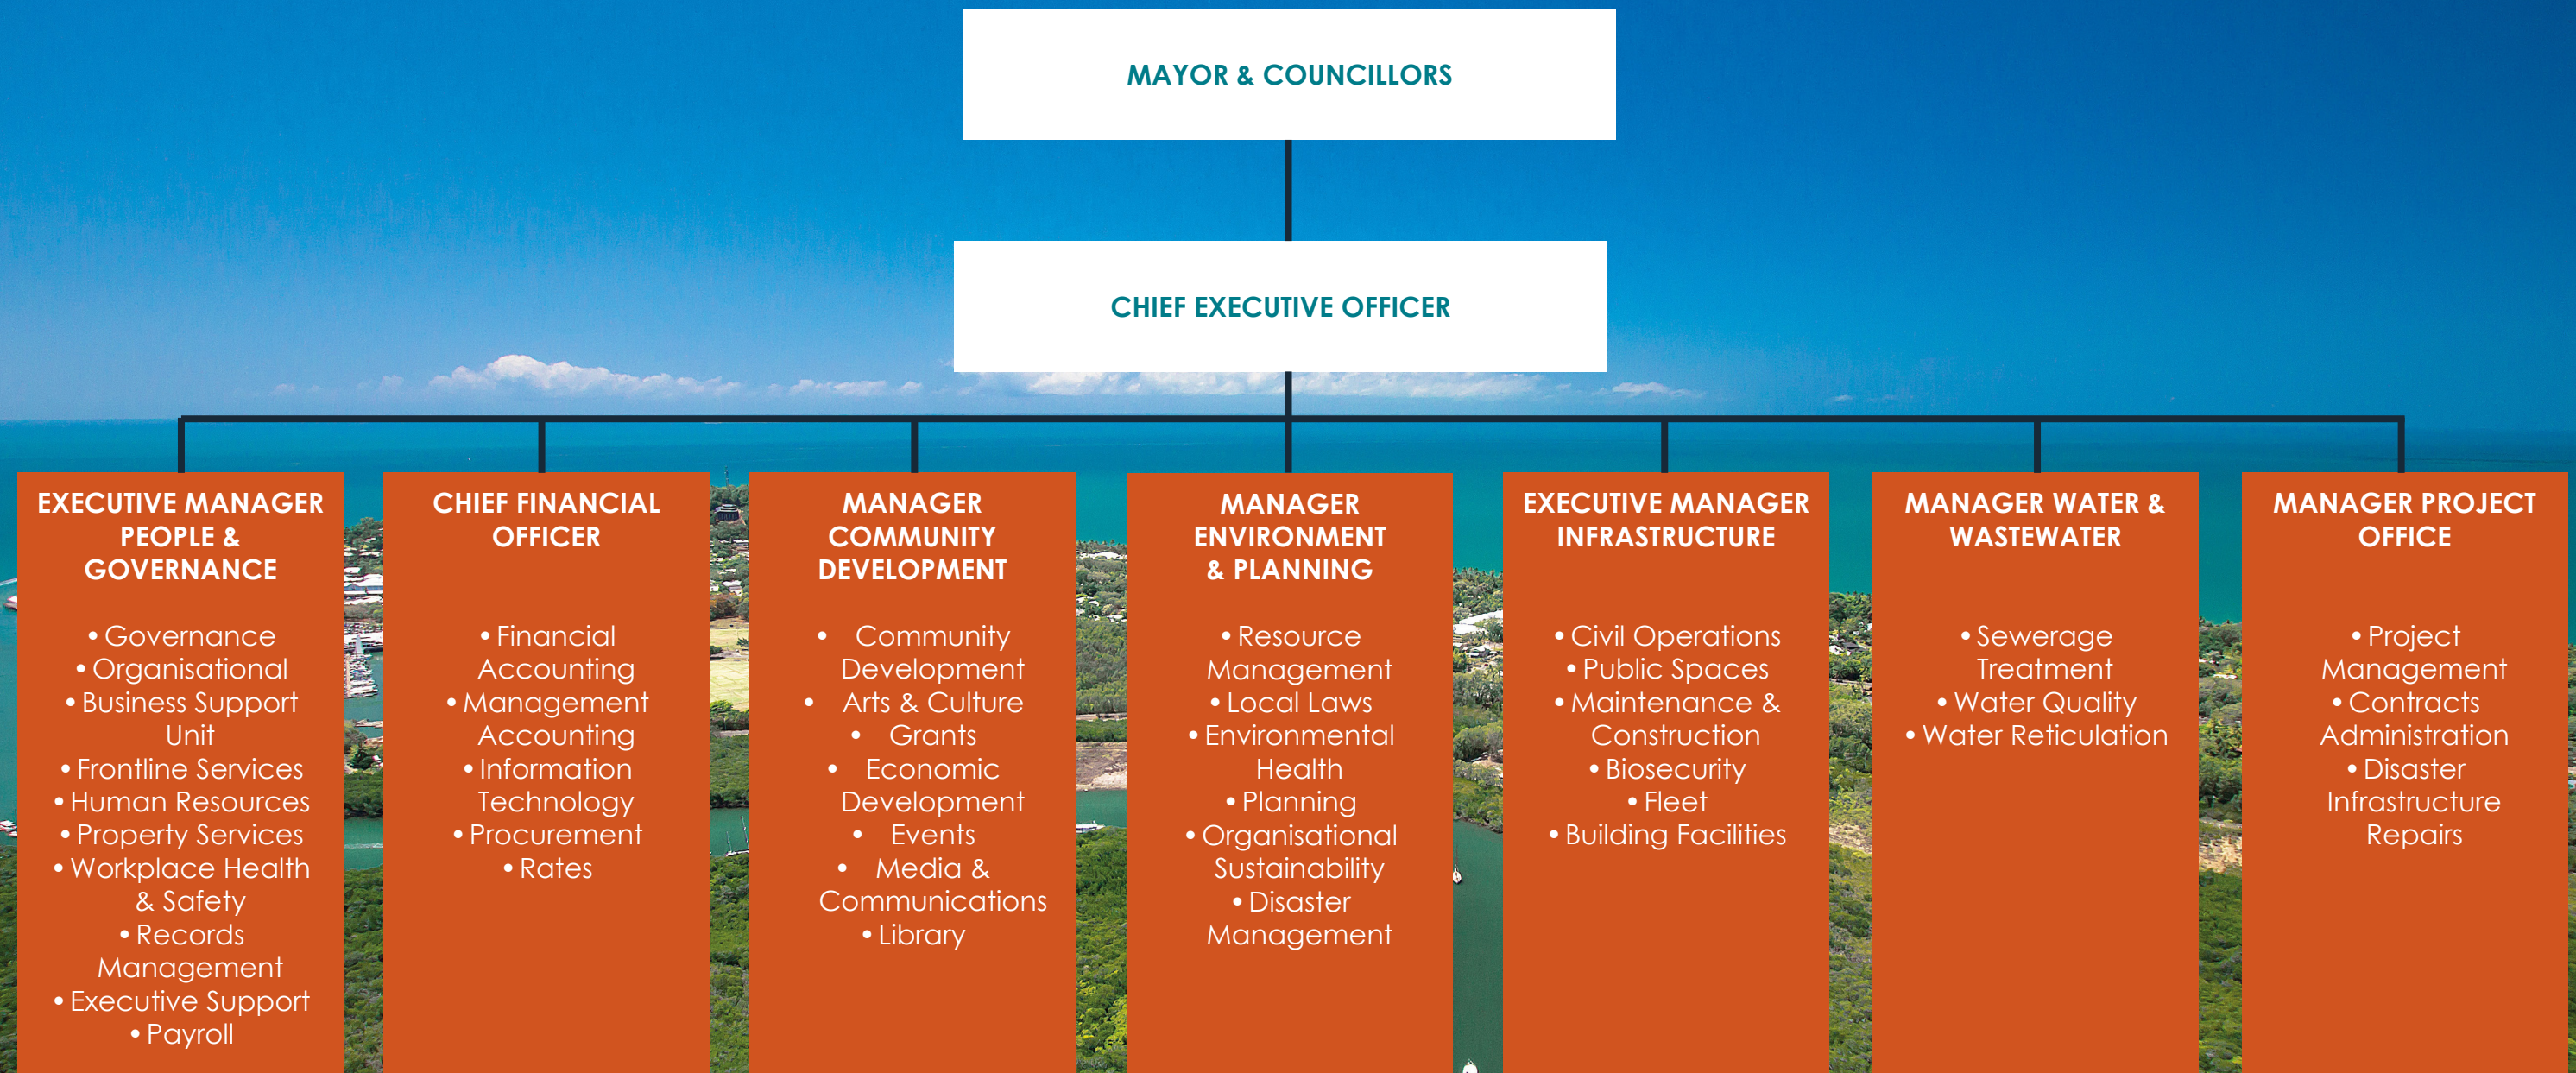 MAYOR & COUNCILLORS
CHIEF EXECUTIVE OFFICER
EXECUTIVE MANAGER
PEOPLE &
GOVERNANCE
• Governance
• Organisational
• Business Support
Unit
• Frontline Services
• Human Resources
• Property Services
• Workplace Health
& Safety
• Records
Management
• Executive Support
• Payroll
CHIEF FINANCIAL
OFFICER
• Financial
Accounting
• Management
Accounting
• Information
Technology
• Procurement
• Rates
MANAGER
COMMUNITY
DEVELOPMENT
• Community
Development
• Arts & Culture
• Grants
• Economic
Development
• Events
• Media &
Communications
• Library
MANAGER
ENVIRONMENT
& PLANNING
• Resource
Management
• Local Laws
• Environmental
Health
• Planning
• Organisational
Sustainability
• Disaster
Management
EXECUTIVE MANAGER
INFRASTRUCTURE
• Civil Operations
• Public Spaces
• Maintenance &
Construction
• Biosecurity
• Fleet
• Building Facilities
MANAGER WATER &
WASTEWATER
• Sewerage
Treatment
• Water Quality
• Water Reticulation
MANAGER PROJECT
OFFICE
• Project
Management
• Contracts
Administration
• Disaster
Infrastructure
Repairs